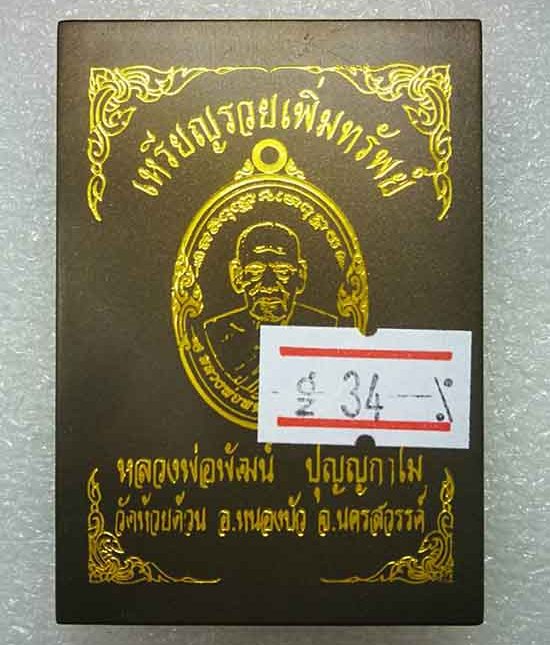 เหรียญรวยเพิ่มทรัพย์
34
หลวงพ่อพัฒน์ ปุญญกาโม
วัดห้วยด้วน อ.หนองบัว จ.นครสวรรค์